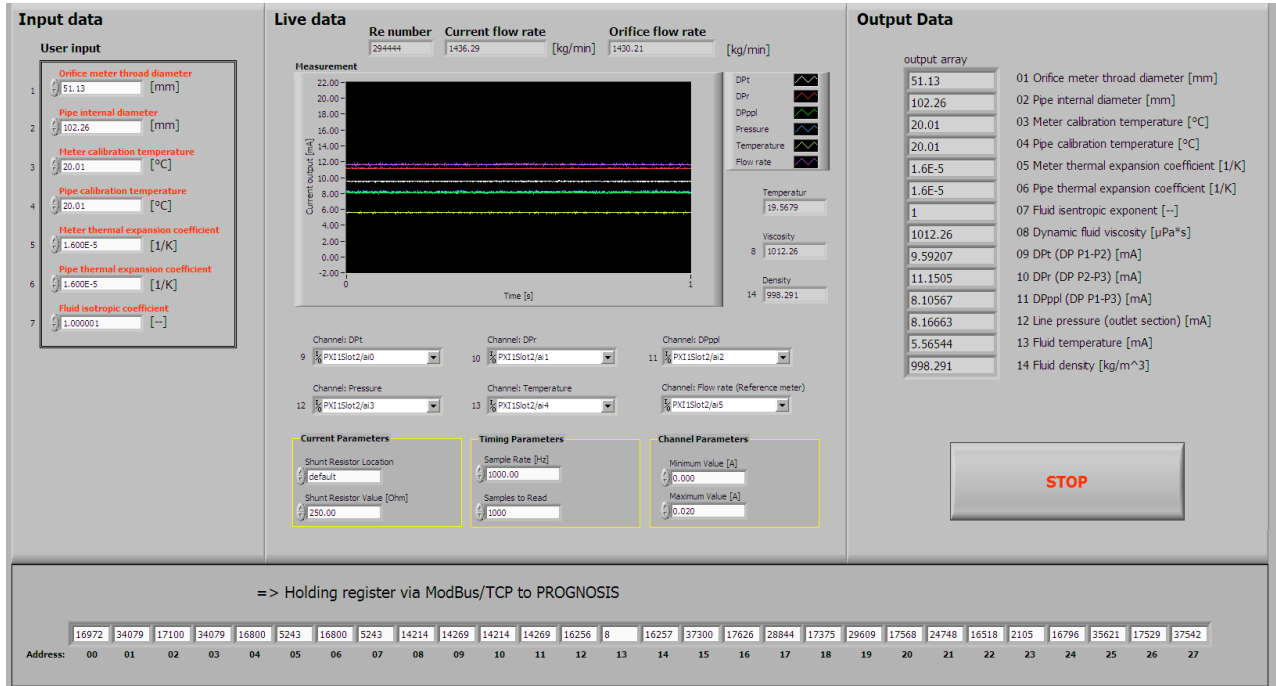 Input data
User input
Orifice meter throad diameter
1 51.13 [mm]
Pipe internal diameter
2 102.26 [mm]
Meter calibration temperature
3 20.01 [°C]
Pipe calibration temperature
4 20.01 [°C]
Meter thermal expansion coefficient
5 1.600E-5 [1/K]
Pipe thermal expansion coefficient
6 1.600E-5 [1/K]
Fluid isotropic coefficient
7 1.000001 [--]
Live data
Re number Current flow rate Orifice flow rate
294444 1436.29 [kg/min] 1430.21 [kg/min]
Measurement
Current output [mA]
22.00
20.00
18.00
16.00
14.00
12.00
10.00
8.00
6.00
4.00
2.00
0.00
-2.00
0 1
Time [s]
DPt
DPr
DPppl
Pressure
Temperature
Flow rate
Temperatur
19.5679
Viscosity
8 1012.26
Density
14 998.291
Channel: DPt Channel: DPr Channel: DPppl
9 PXI1Slot2/ai0 10 PXI1Slot2/ai1 11 PXI1Slot2/ai2
Channel: Pressure Channel: Temperature Channel: Flow rate (Reference meter)
12 PXI1Slot2/ai3 13 PXI1Slot2/ai4 PXI1Slot2/ai5
Current Parameters
Shunt Resistor Location
default
Shunt Resistor Value [Ohm]
250.00
Timing Parameters
Sample Rate [Hz]
1000.00
Samples to Read
1000
Channel Parameters
Minimum Value [A]
0.000
Maximum Value [A]
0.020
Output Data
output array
51.13 01 Orifice meter throad diameter [mm]
102.26 02 Pipe internal diameter [mm]
20.01 03 Meter calibration temperature [°C]
20.01 04 Pipe calibration temperature [°C]
1.6E-5 05 Meter thermal expansion coefficient [1/K]
1.6E-5 06 Pipe thermal expansion coefficient [1/K]
1 07 Fluid isentropic exponent [--]
1012.26 08 Dynamic fluid viscosity [µPa*s]
9.59207 09 DPt (DP P1-P2) [mA]
11.1505 10 DPr (DP P2-P3) [mA]
8.10567 11 DPppl (DP P1-P3) [mA]
8.16663 12 Line pressure (outlet section) [mA]
5.56544 13 Fluid temperature [mA]
998.291 14 Fluid density [kg/m^3]
STOP
=> Holding register via ModBus/TCP to PROGNOSIS
16972 34079 17100 34079 16800 5243 16800 5243 14214 14269 14214 14269 16256 8 16257 37300 17626 28844 17375 29609 17568 24748 16518 2105 16796 35621 17529 37542
Address: 00 01 02 03 04 05 06 07 08 09 10 11 12 13 14 15 16 17 18 19 20 21 22 23 24 25 26 27